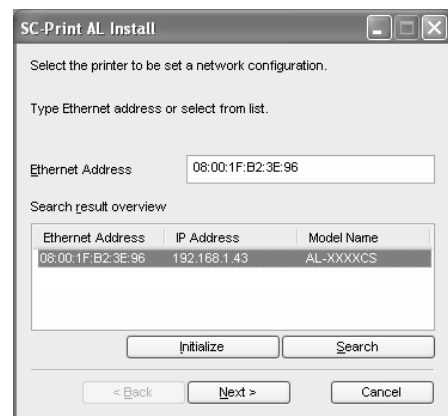 SC-Print AL Install
Select the printer to be set a network configuration.
Type Ethernet address or select from list.
Ethernet Address 08:00:1F:B2:3E:96
Search result overview
Ethernet Address IP Address Model Name
08:00:1F:B2:3E:96 192.168.1.43 AL-XXXXCS
Initialize Search
< Back Next > Cancel